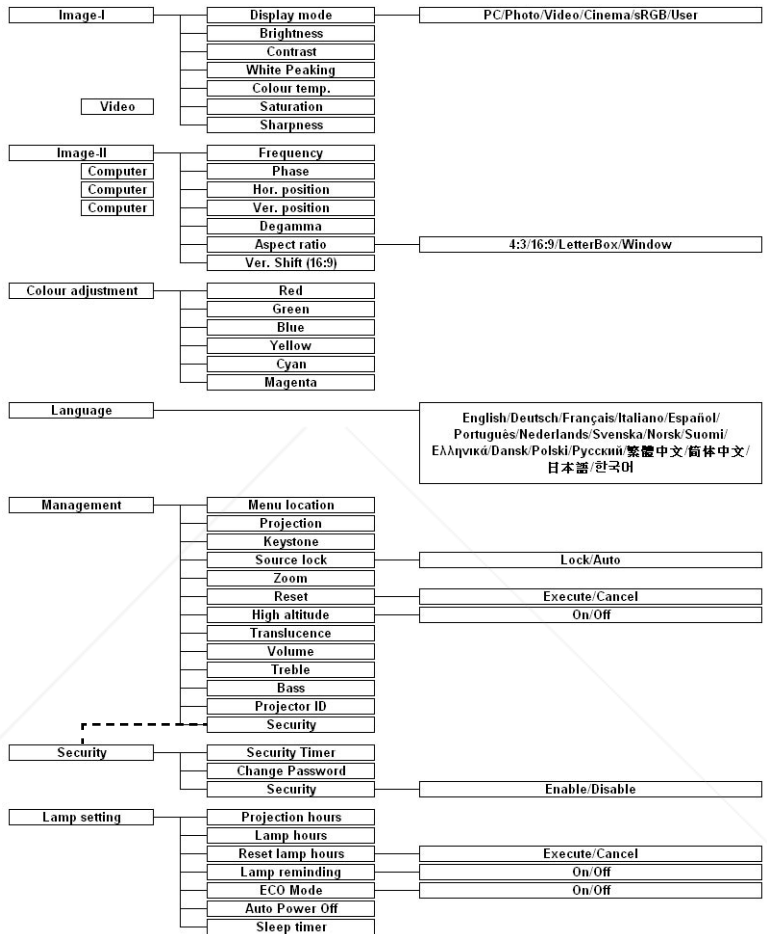 Image-I Display mode PC/Photo/Video/Cinema/sRGB/User
Brightness
Contrast
White Peaking
Colour temp.
Video Saturation
Sharpness
Image-II Frequency
Computer Phase
Computer Hor. position
Computer Ver. position
Degamma
Aspect ratio 4:3/16:9/LetterBox/Window
Ver. Shift (16:9)
Colour adjustment Red
Green
Blue
Yellow
Cyan
Magenta
Language
English/Deutsch/Français/Italiano/Español/
Português/Nederlands/Svenska/Norsk/Suomi/
Ελληνικά/Dansk/Polski/Русский/繁體中文/简体中文/
日本語/한국어
Management Menu location
Projection
Keystone
Source lock Lock/Auto
Zoom
Reset Execute/Cancel
High altitude On/Off
Translucence
Volume
Treble
Bass
Projector ID
Security
Security Security Timer
Change Password
Security Enable/Disable
Lamp setting Projection hours
Lamp hours
Reset lamp hours Execute/Cancel
Lamp reminding On/Off
ECO Mode On/Off
Auto Power Off
Sleep timer